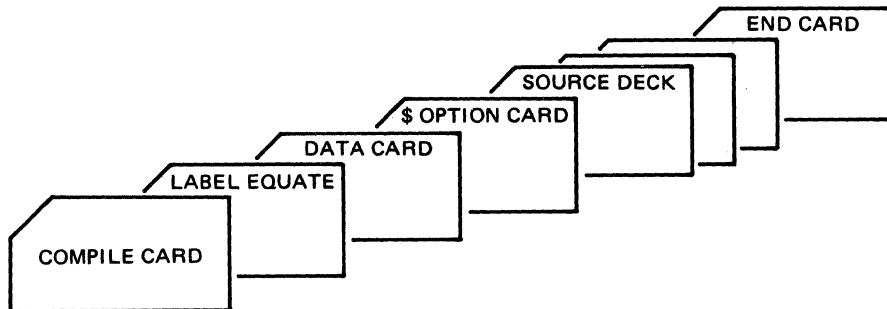 END CARD
SOURCE DECK
$ OPTION CARD
DATA CARD
LABEL EQUATE
COMPILE CARD